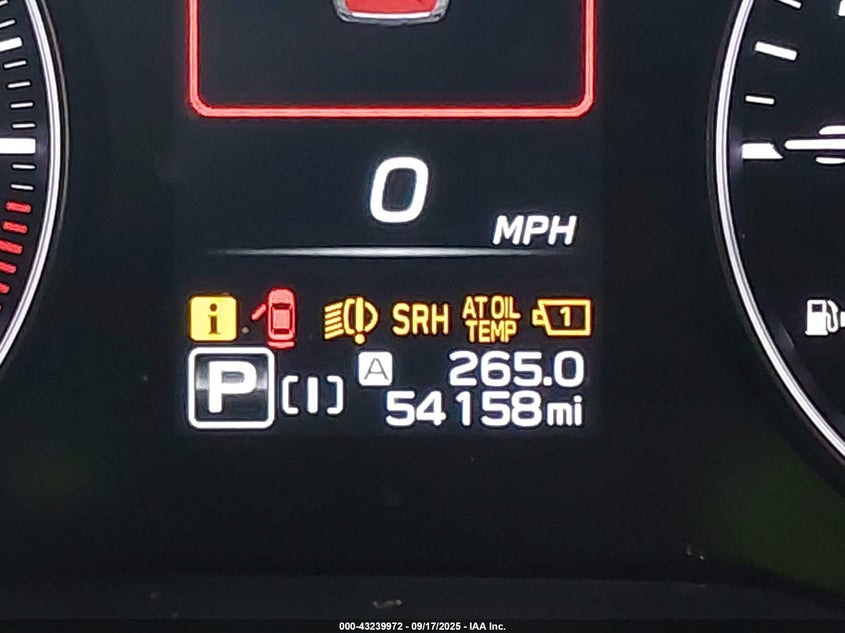 0
MPH
i SRH AT OIL TEMP 1
P A 265.0
54158mi
000-43239972 - 09/17/2025 - IAA Inc.